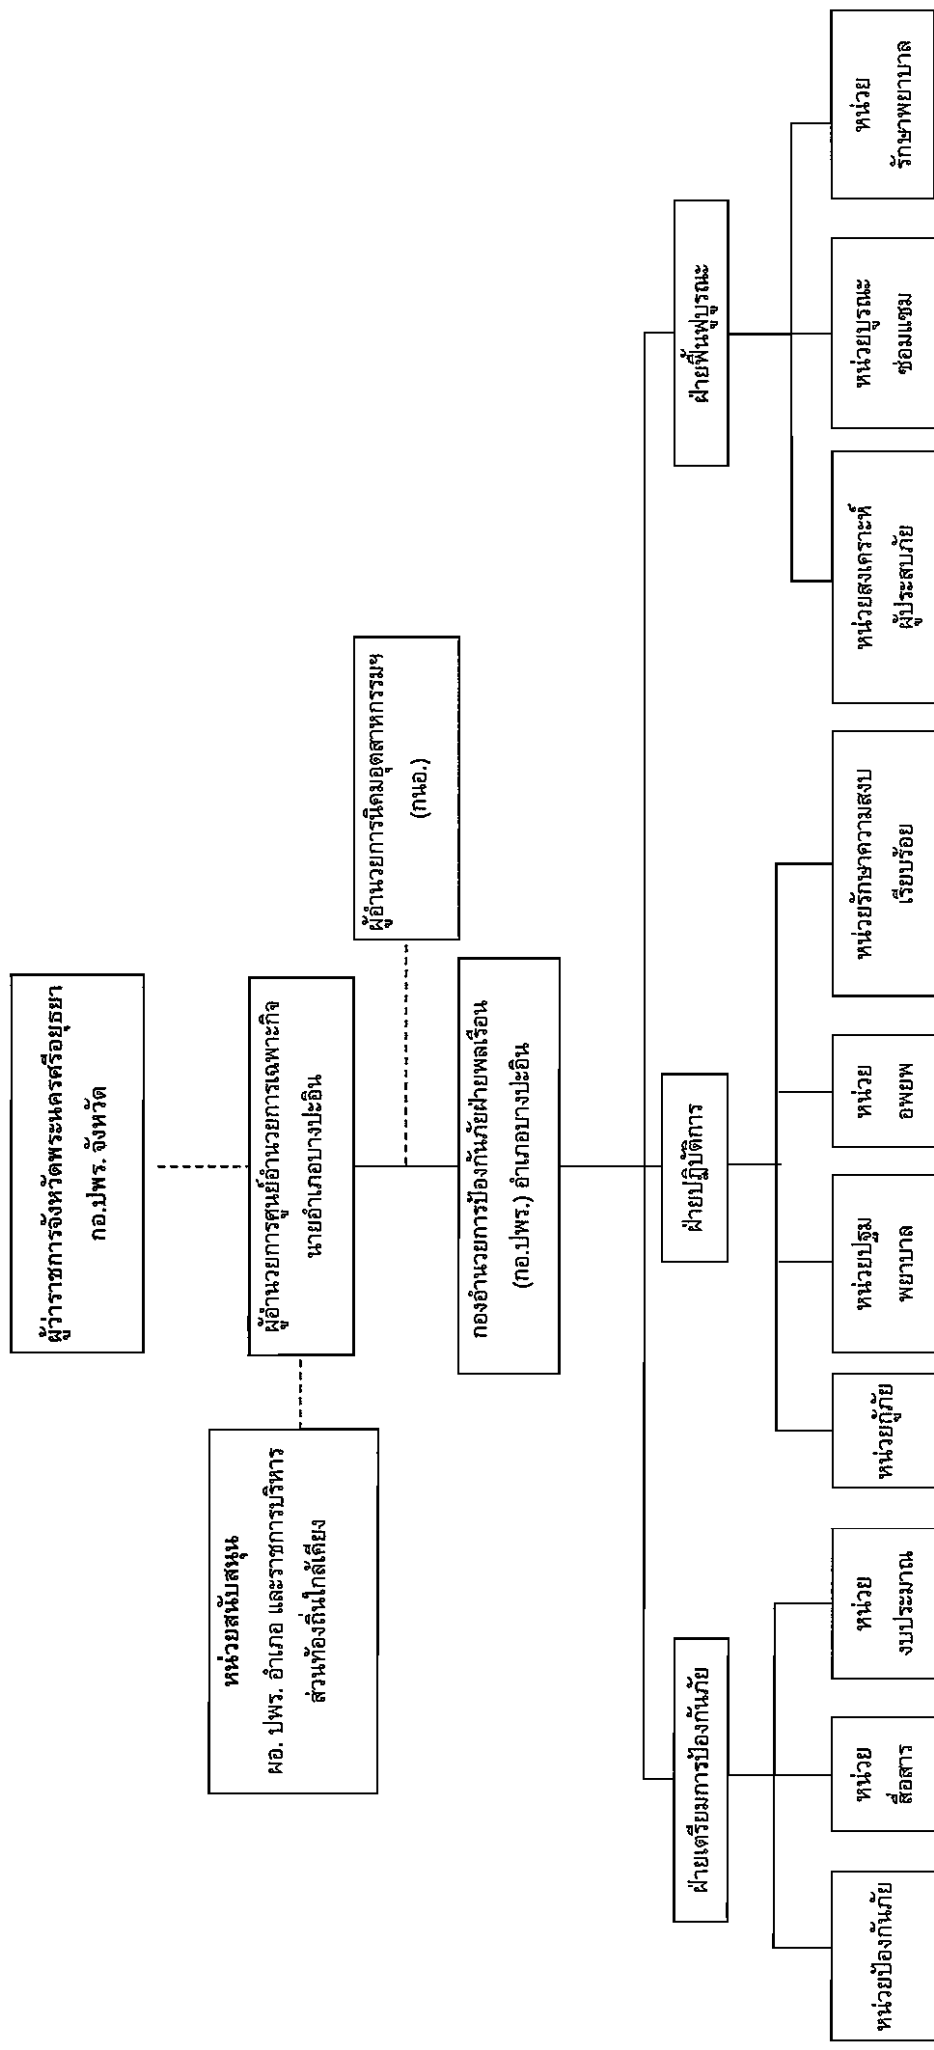 ผู้ว่าราชการจังหวัดพระนครศรีอยุธยา
กอ.ปพร. จังหวัด
หน่วยสนับสนุน
ผอ. ปพร. อำเภอ และราชการบริหาร
ส่วนท้องถิ่นใกล้เคียง
ผู้อำนวยการศูนย์อำนวยการเฉพาะกิจ
นายอำเภอบางปะอิน
ผู้อำนวยการนิคมอุตสาหกรรมฯ
(กนอ.)
กองอำนวยการป้องกันภัยฝ่ายพลเรือน
(กอ.ปพร.) อำเภอบางปะอิน
ฝ่ายเตรียมการป้องกันภัย
ฝ่ายปฏิบัติการ
ฝ่ายฟื้นฟูบูรณะ
หน่วยป้องกันภัย
หน่วย
สื่อสาร
หน่วย
งบประมาณ
หน่วยกู้ภัย
หน่วยปฐม
พยาบาล
หน่วย
อพยพ
หน่วยรักษาความสงบ
เรียบร้อย
หน่วยสงเคราะห์
ผู้ประสบภัย
หน่วยบูรณะ
ซ่อมแซม
หน่วย
รักษาพยาบาล